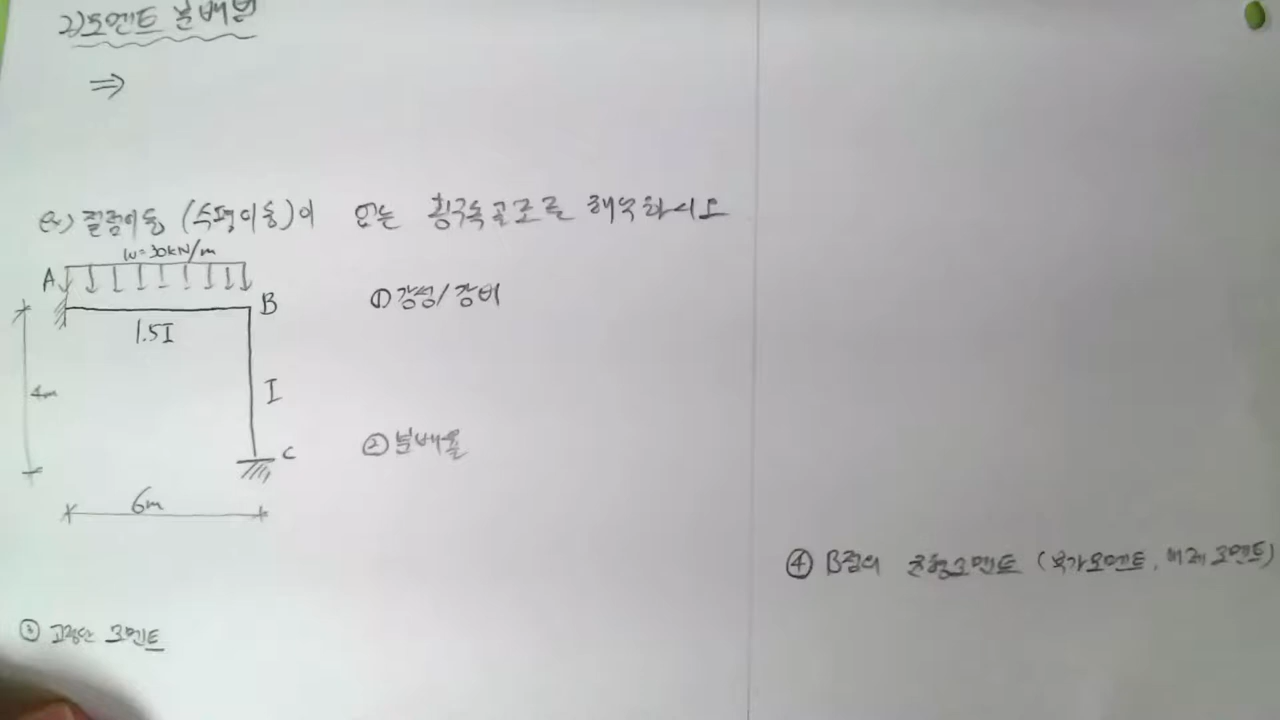 2) 모멘트 분배법
⇒
ex) 절점이동 (수평이동)이 없는 횡구속골조를 해석하시오
w=30kN/m
A
B
1.5I
4m
I
C
6m
① 강성/강비
② 분배율
③ 고정단 모멘트
④ B점의 균형모멘트 (부가모멘트, 해제모멘트)